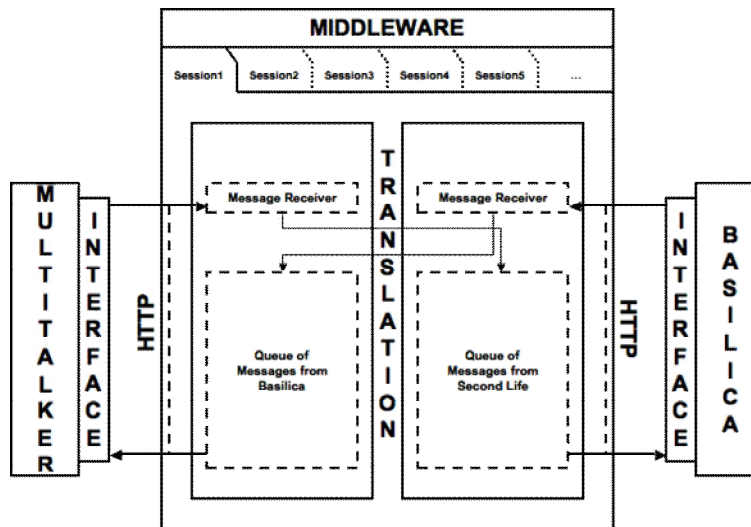 MIDDLEWARE
Session1
Session2
Session3
Session4
Session5
...
MULTITALKER
INTERFACE
HTTP
Message Receiver
Queue of
Messages from
Basilica
TRANSLATION
Message Receiver
Queue of
Messages from
Second Life
HTTP
INTERFACE
BASILICA